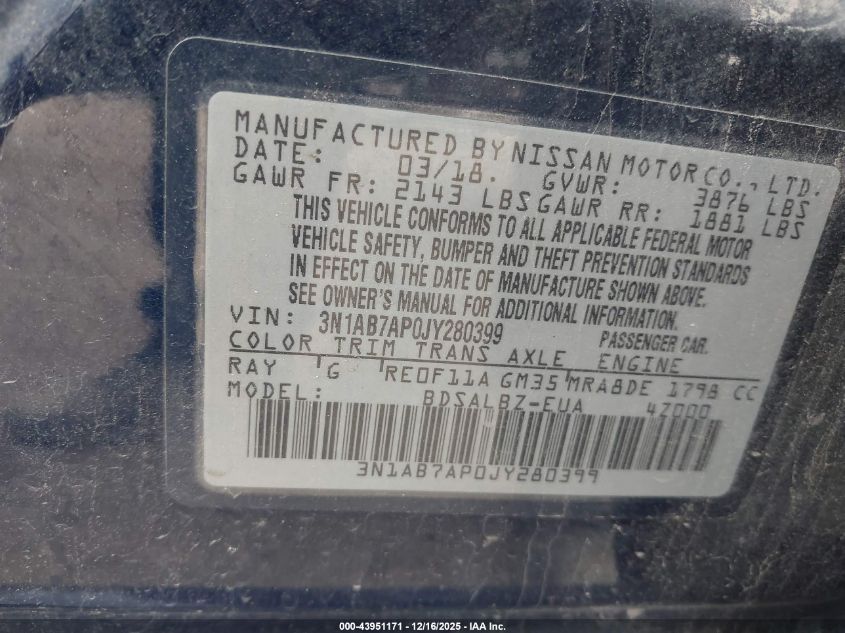 MANUFACTURED BY NISSAN MOTOR CO., LTD.
DATE: 03/18. GVWR: 3876 LBS
GAWR FR: 2143 LBS GAWR RR: 1881 LBS
THIS VEHICLE CONFORMS TO ALL APPLICABLE FEDERAL MOTOR
VEHICLE SAFETY, BUMPER AND THEFT PREVENTION STANDARDS
IN EFFECT ON THE DATE OF MANUFACTURE SHOWN ABOVE.
SEE OWNER'S MANUAL FOR ADDITIONAL INFORMATION.
VIN: 3N1AB7AP0JY280399 PASSENGER CAR.
COLOR TRIM TRANS AXLE ENGINE
RAY G RE0F11A GM35 MRA8DE 1798 CC
MODEL: BDSALBZ-EUA 4Z000
3N1AB7AP0JY280399
000-43951171 - 12/16/2025 - IAA Inc.